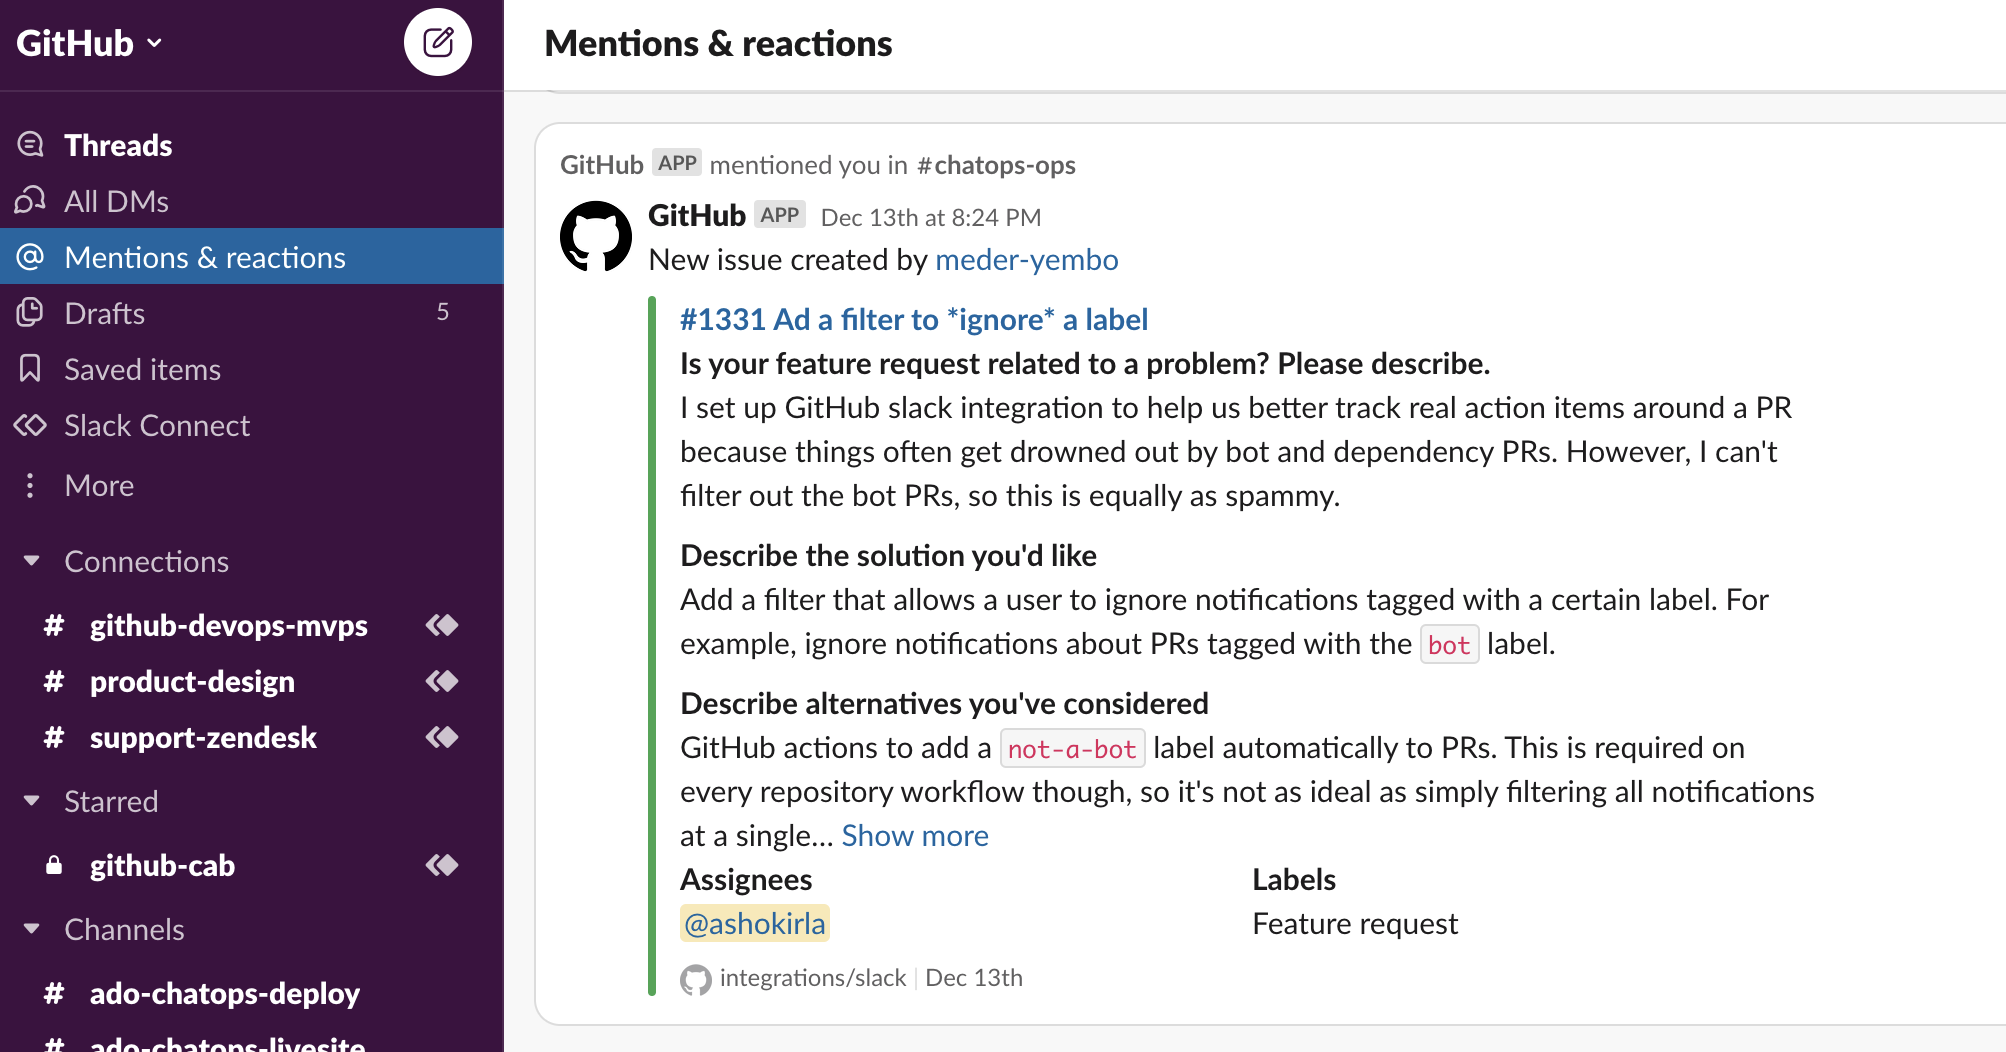 GitHub
Threads
All DMs
Mentions & reactions
Drafts 5
Saved items
Slack Connect
More
Connections
# github-devops-mvps
# product-design
# support-zendesk
Starred
github-cab
Channels
# ado-chatops-deploy
# ado-chatops-livesite
Mentions & reactions
GitHub APP mentioned you in #chatops-ops
GitHub APP Dec 13th at 8:24 PM
New issue created by meder-yembo
#1331 Ad a filter to *ignore* a label
Is your feature request related to a problem? Please describe.
I set up GitHub slack integration to help us better track real action items around a PR
because things often get drowned out by bot and dependency PRs. However, I can't
filter out the bot PRs, so this is equally as spammy.
Describe the solution you'd like
Add a filter that allows a user to ignore notifications tagged with a certain label. For
example, ignore notifications about PRs tagged with the bot label.
Describe alternatives you've considered
GitHub actions to add a not-a-bot label automatically to PRs. This is required on
every repository workflow though, so it's not as ideal as simply filtering all notifications
at a single... Show more
Assignees Labels
@ashokirla Feature request
integrations/slack | Dec 13th